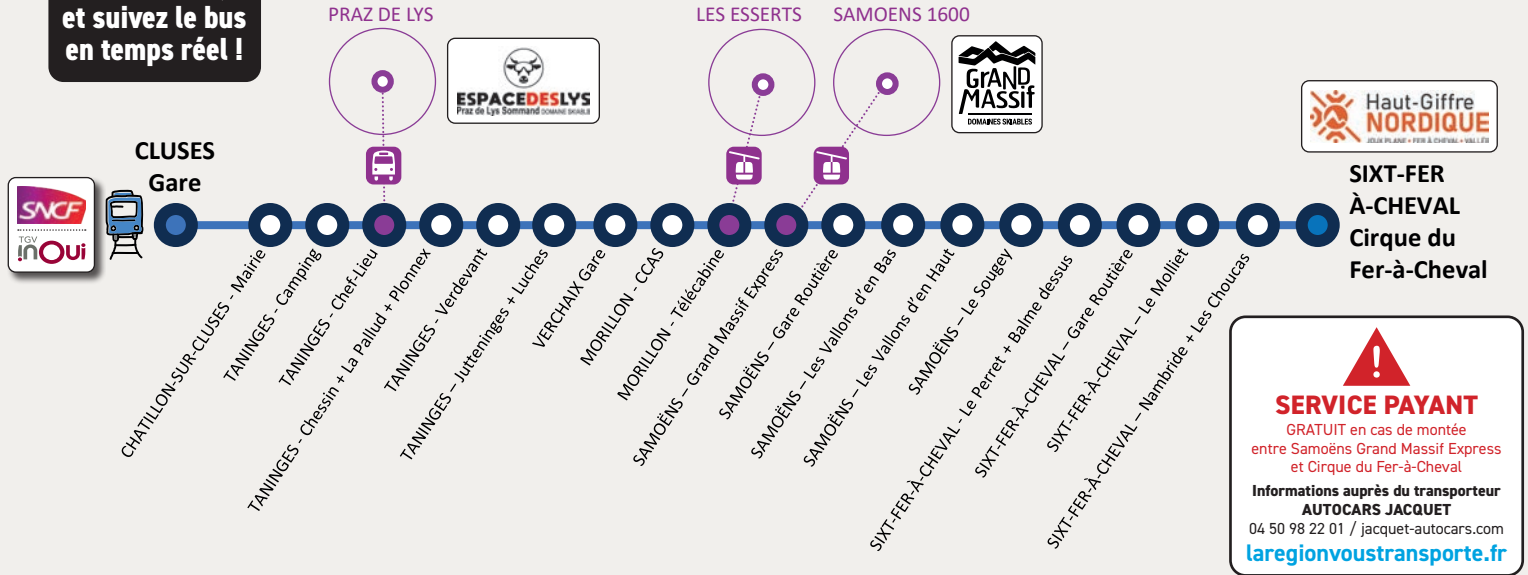 et suivez le bus
en temps réel !
PRAZ DE LYS
LES ESSERTS
SAMOENS 1600
ESPACEDESLYS
Praz de Lys Sommand DOMAINE SKIABLE
GRAND
MASSIF
DOMAINES SKIABLES
Haut-Giffre
NORDIQUE
JOUX PLANE • FER À CHEVAL • VALLÉE
SNCF
TGV
inOui
CLUSES
Gare
CHATILLON-SUR-CLUSES - Mairie
TANINGES - Camping
TANINGES - Chef-Lieu
TANINGES - Chessin + La Pallud + Plonnex
TANINGES - Verdevant
TANINGES – Jutteninges + Luches
VERCHAIX Gare
MORILLON - CCAS
MORILLON - Télécabine
SAMOËNS – Grand Massif Express
SAMOËNS – Gare Routière
SAMOËNS – Les Vallons d'en Bas
SAMOËNS – Les Vallons d'en Haut
SAMOËNS – Le Sougey
SIXT-FER-À-CHEVAL - Le Perret + Balme dessus
SIXT-FER-À-CHEVAL – Gare Routière
SIXT-FER-À-CHEVAL – Le Molliet
SIXT-FER-À-CHEVAL – Nambride + Les Choucas
SIXT-FER
À-CHEVAL
Cirque du
Fer-à-Cheval
!
SERVICE PAYANT
GRATUIT en cas de montée
entre Samoëns Grand Massif Express
et Cirque du Fer-à-Cheval
Informations auprès du transporteur
AUTOCARS JACQUET
04 50 98 22 01 / jacquet-autocars.com
laregionvoustransporte.fr